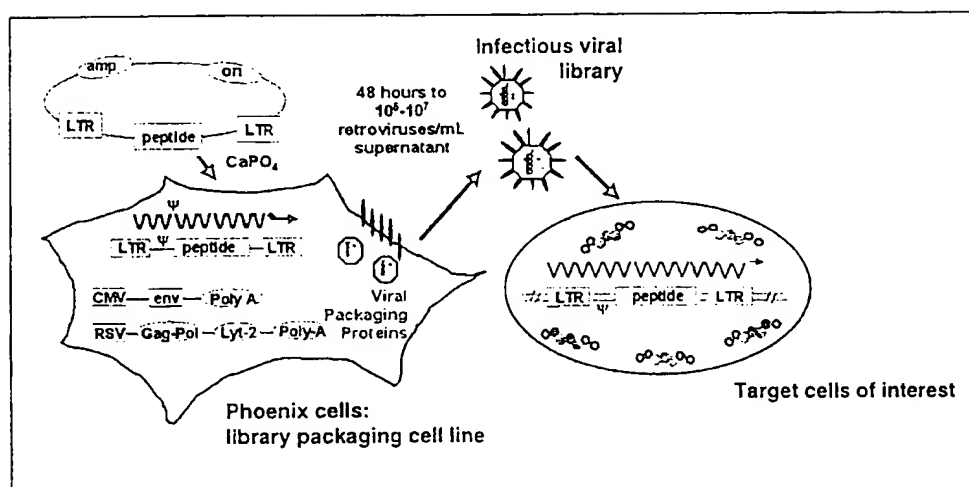 amp
ori
LTR
peptide
LTR
CaPO₄
48 hours to
10⁶-10⁷
retroviruses/mL
supernatant
Infectious viral
library
Ψ
LTR
Ψ
peptide
LTR
CMV
env
Poly A
RSV
Gag-Pol
Lyt-2
Poly-A
Viral
Packaging
Proteins
Phoenix cells:
library packaging cell line
LTR
Ψ
peptide
LTR
Target cells of interest